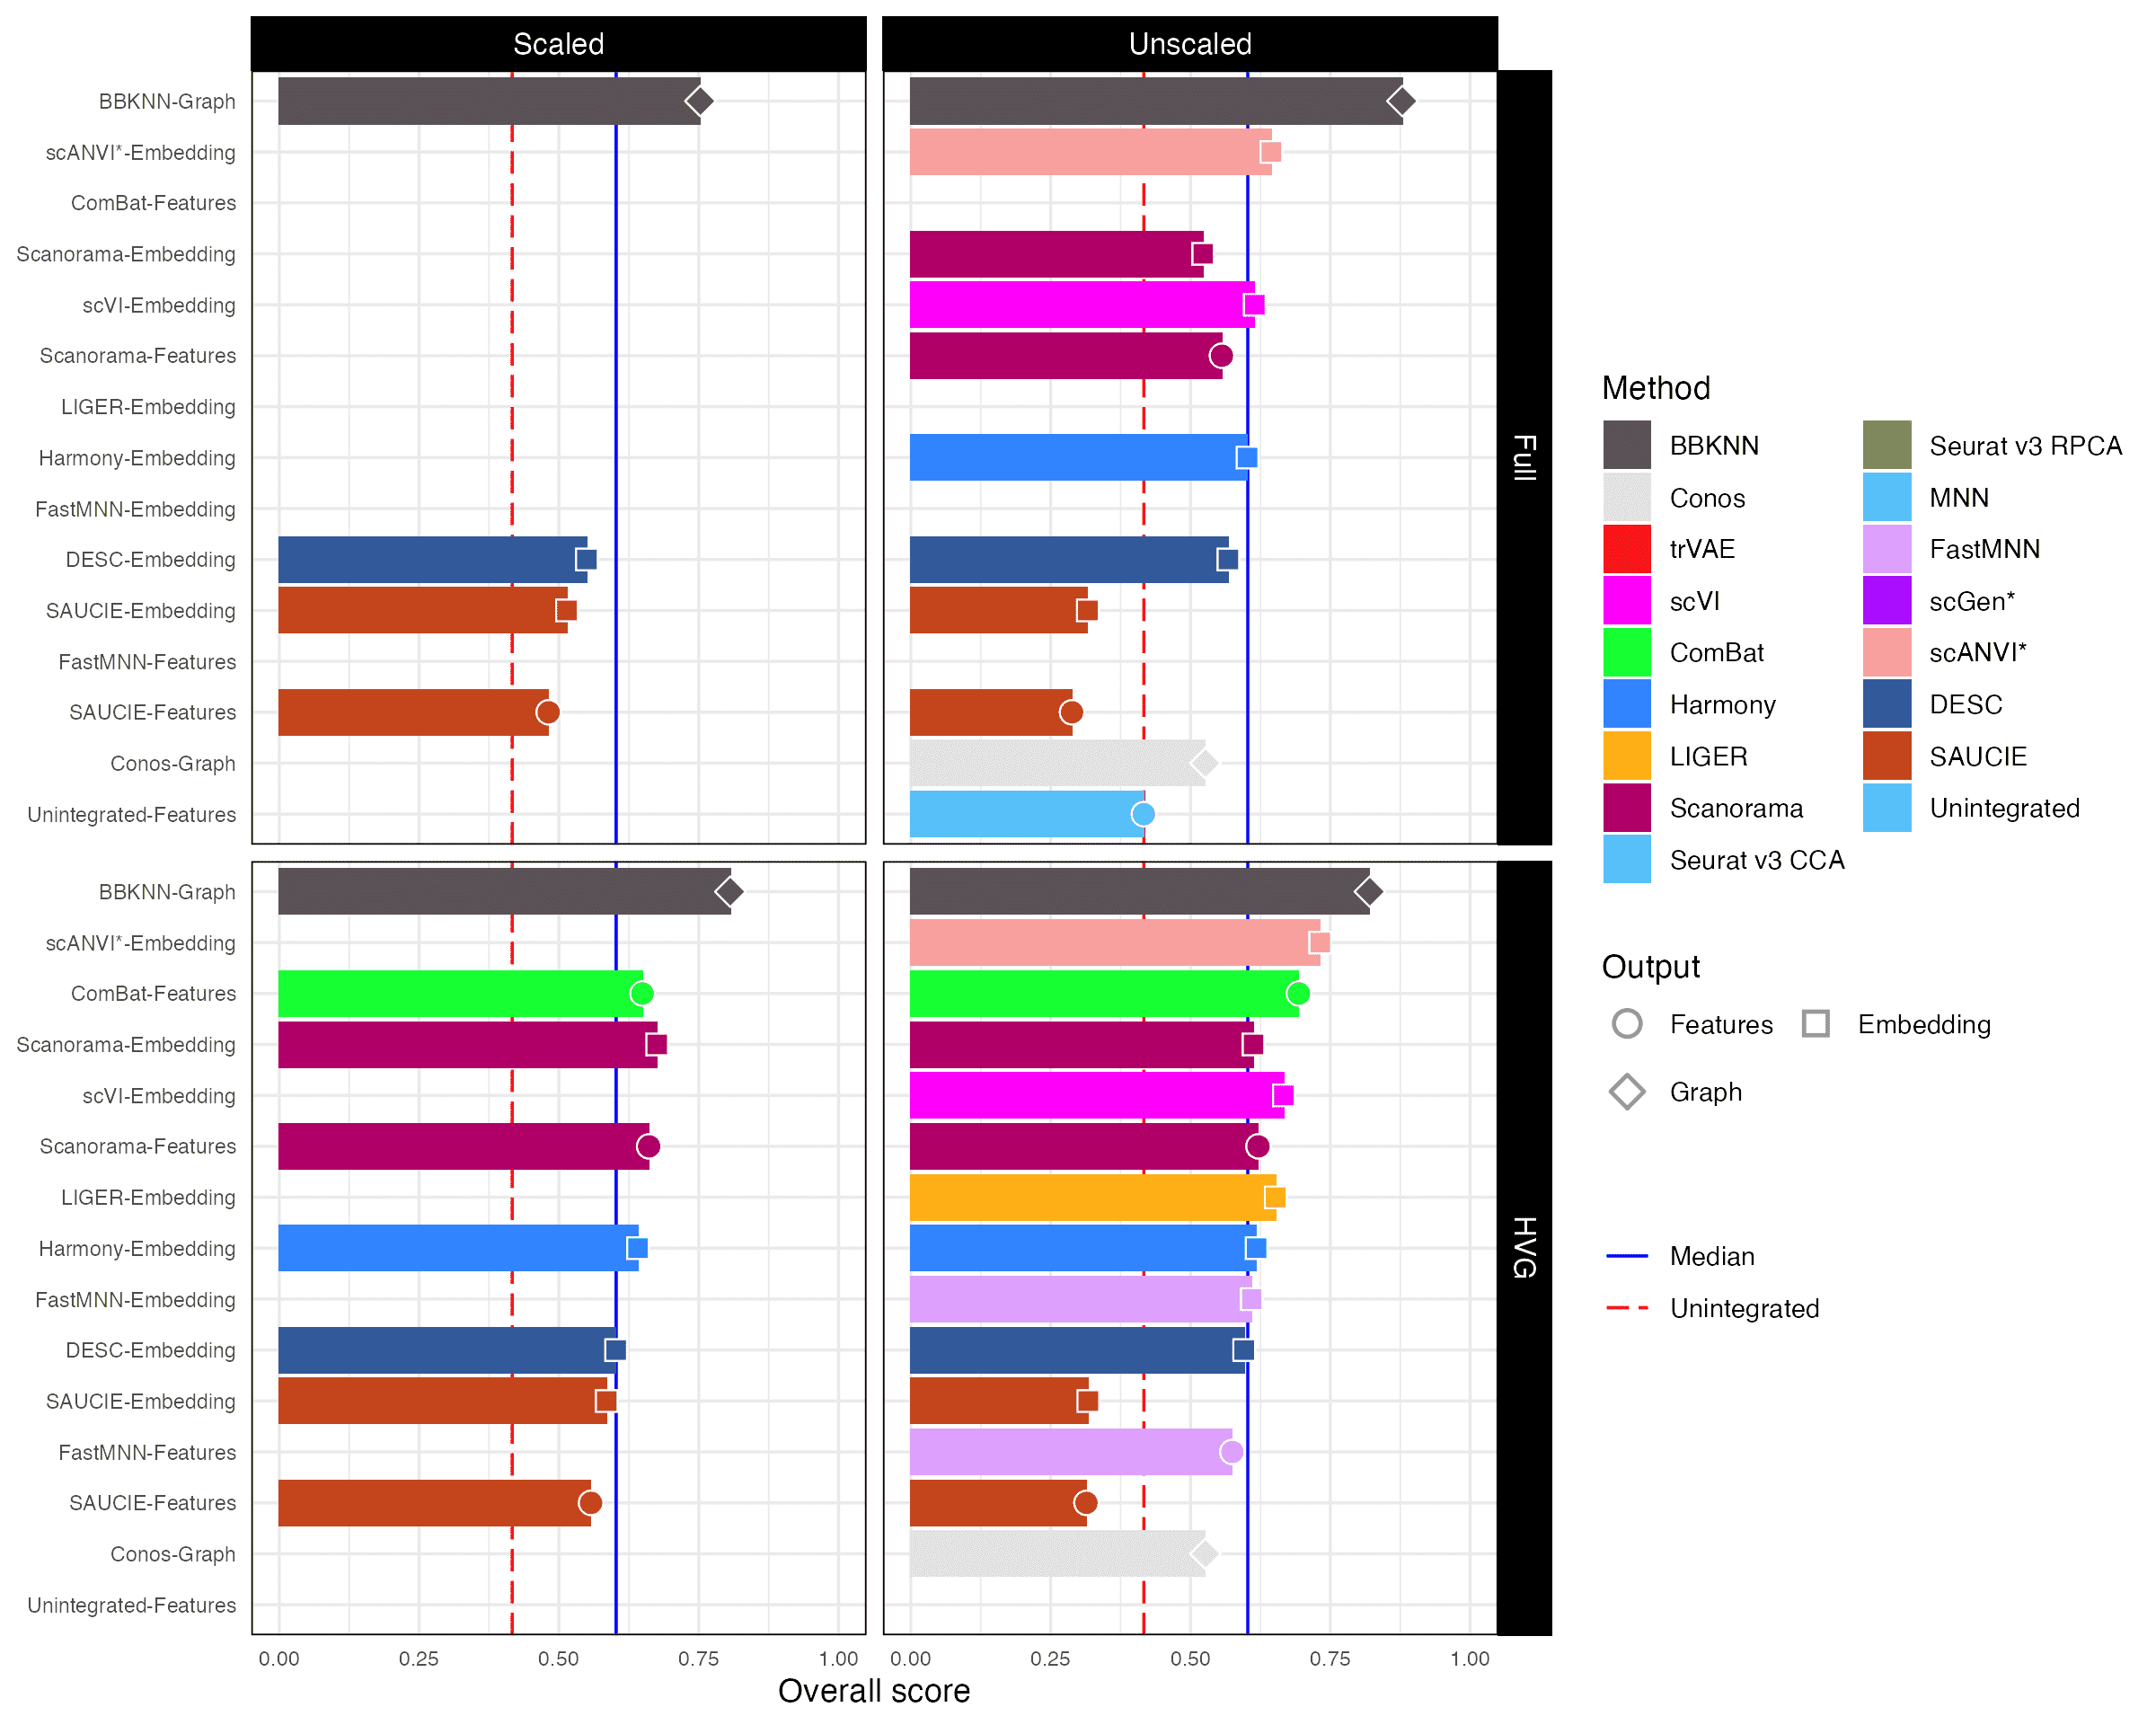 Scaled
Unscaled
BBKNN-Graph
scANVI*-Embedding
ComBat-Features
Scanorama-Embedding
scVI-Embedding
Scanorama-Features
LIGER-Embedding
Harmony-Embedding
FastMNN-Embedding
DESC-Embedding
SAUCIE-Embedding
FastMNN-Features
SAUCIE-Features
Conos-Graph
Unintegrated-Features
Full
BBKNN-Graph
scANVI*-Embedding
ComBat-Features
Scanorama-Embedding
scVI-Embedding
Scanorama-Features
LIGER-Embedding
Harmony-Embedding
FastMNN-Embedding
DESC-Embedding
SAUCIE-Embedding
FastMNN-Features
SAUCIE-Features
Conos-Graph
Unintegrated-Features
HVG
0.00 0.25 0.50 0.75 1.00 0.00 0.25 0.50 0.75 1.00
Overall score
Method
BBKNN Seurat v3 RPCA
Conos MNN
trVAE FastMNN
scVI scGen*
ComBat scANVI*
Harmony DESC
LIGER SAUCIE
Scanorama Unintegrated
Seurat v3 CCA
Output
Features Embedding
Graph
Median
Unintegrated